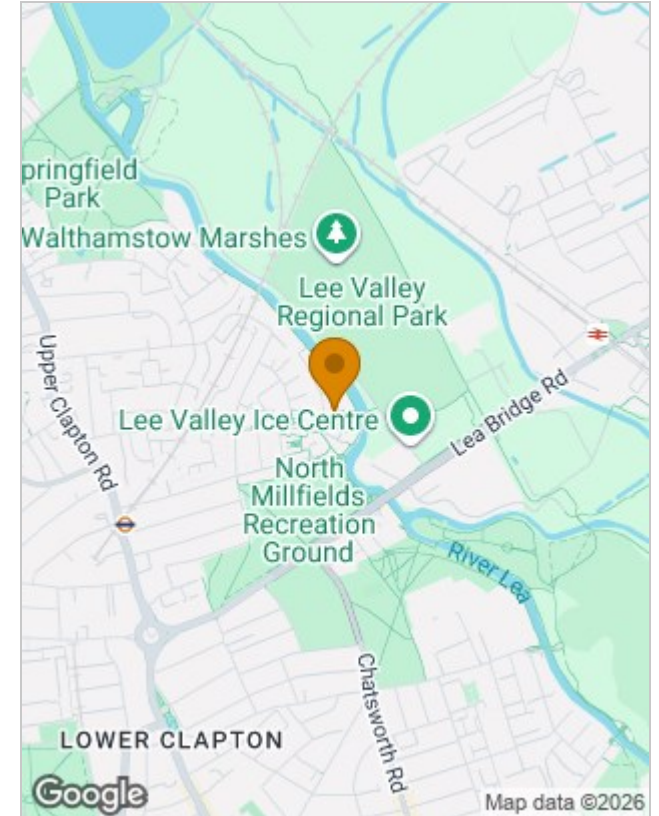 pringfield
Park
Walthamstow Marshes
Lee Valley
Regional Park
Upper Clapton Rd
Lee Valley Ice Centre
Lea Bridge Rd
North
Millfields
Recreation
Ground
River Lea
Chatsworth Rd
LOWER CLAPTON
Google
Map data ©2026